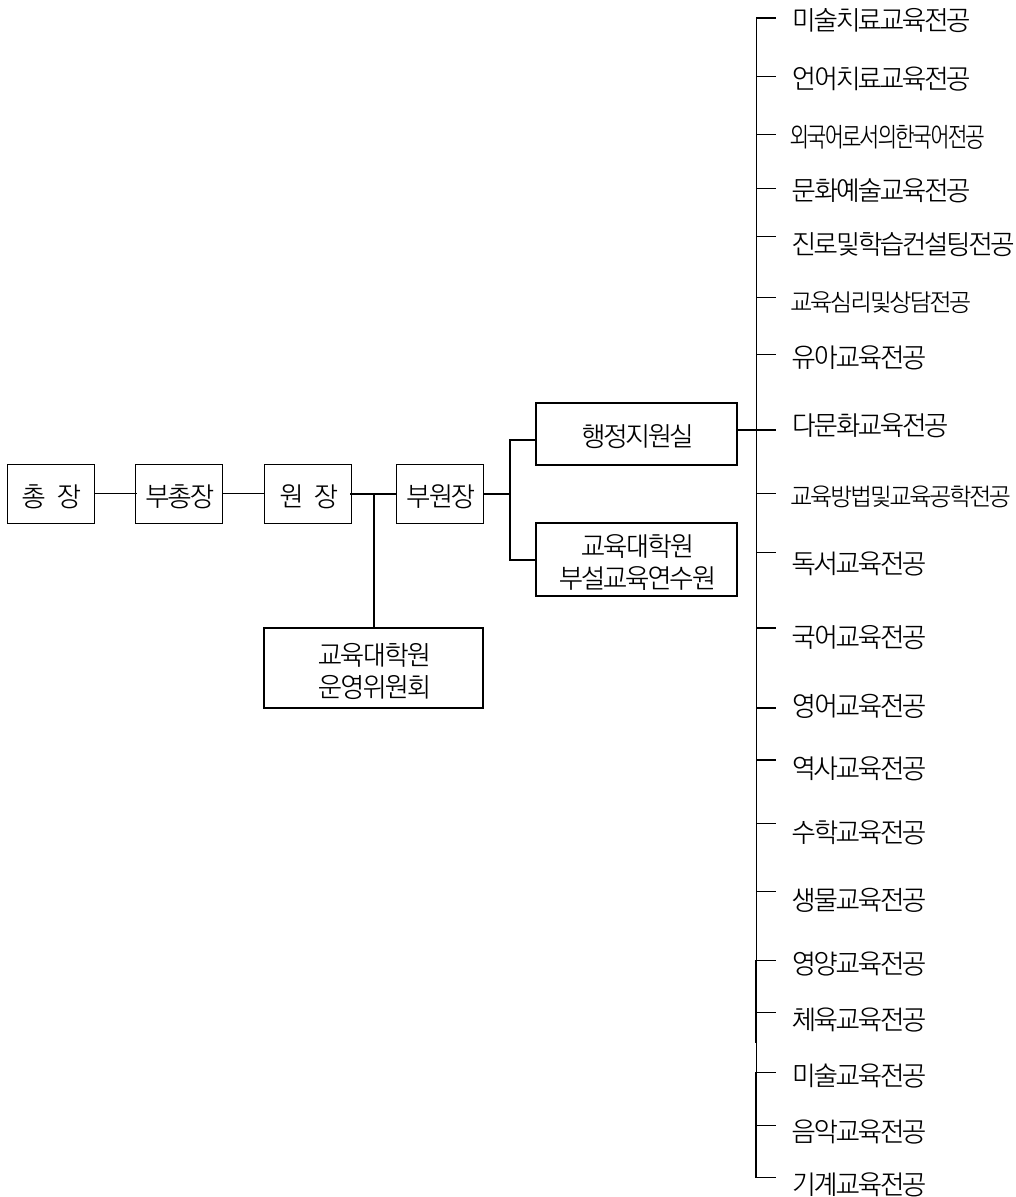 총 장
부총장
원 장
부원장
교육대학원
운영위원회
행정지원실
교육대학원
부설교육연수원
미술치료교육전공
언어치료교육전공
외국어로서의한국어전공
문화예술교육전공
진로및학습컨설팅전공
교육심리및상담전공
유아교육전공
다문화교육전공
교육방법및교육공학전공
독서교육전공
국어교육전공
영어교육전공
역사교육전공
수학교육전공
생물교육전공
영양교육전공
체육교육전공
미술교육전공
음악교육전공
기계교육전공